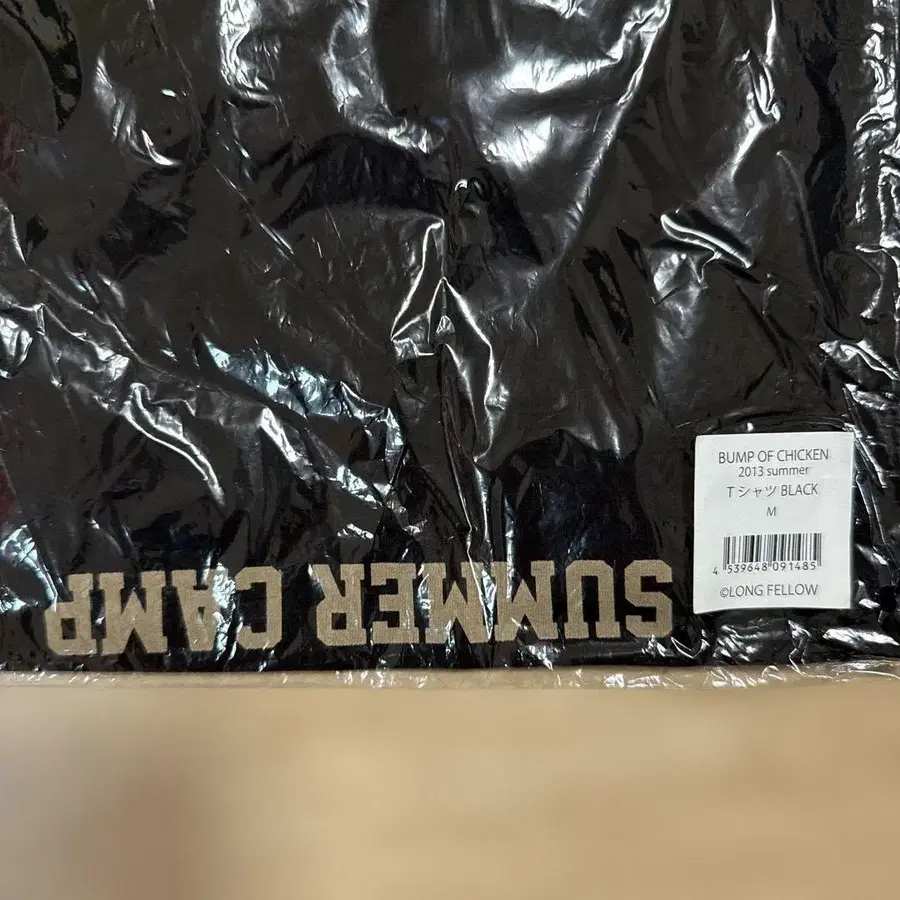 BUMP OF CHICKEN
2013 summer
Tシャツ BLACK
M
4 539648 091485
©LONG FELLOW
SUMMER CAMP